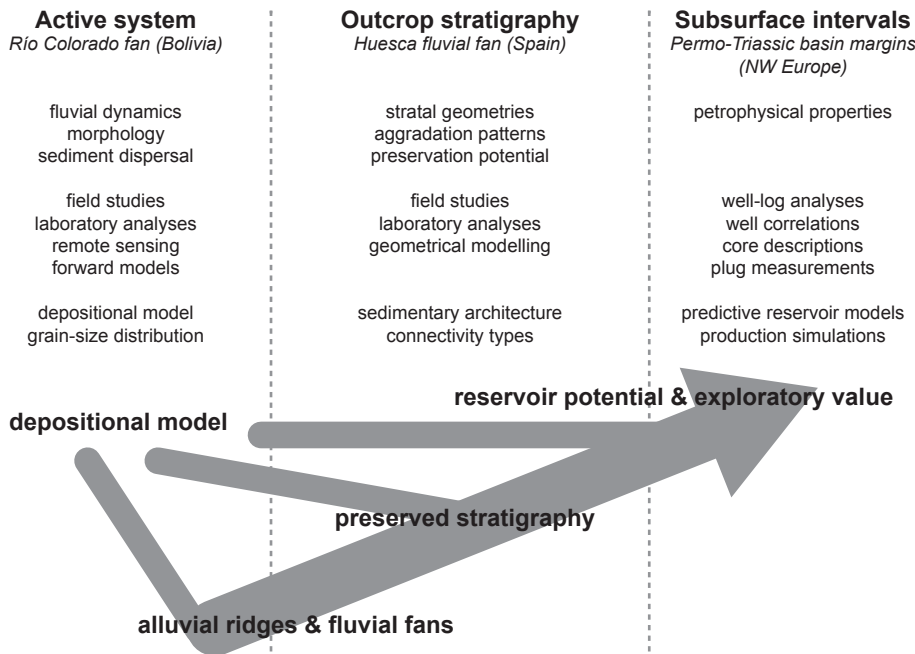 Active system
Río Colorado fan (Bolivia)
fluvial dynamics
morphology
sediment dispersal
field studies
laboratory analyses
remote sensing
forward models
depositional model
grain-size distribution
Outcrop stratigraphy
Huesca fluvial fan (Spain)
stratal geometries
aggradation patterns
preservation potential
field studies
laboratory analyses
geometrical modelling
sedimentary architecture
connectivity types
Subsurface intervals
Permo-Triassic basin margins
(NW Europe)
petrophysical properties
well-log analyses
well correlations
core descriptions
plug measurements
predictive reservoir models
production simulations
reservoir potential & exploratory value
depositional model
preserved stratigraphy
alluvial ridges & fluvial fans